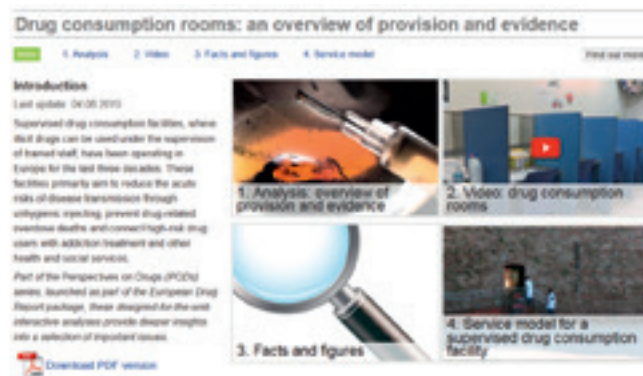 Drug consumption rooms: an overview of provision and evidence
1. Analysis
2. Video
3. Facts and figures
4. Service model
Find out more
Introduction
Last update: 04.06.2015
Supervised drug consumption facilities, where
illicit drugs can be used under the supervision
of trained staff, have been operating in
Europe for the last three decades. These
facilities primarily aim to reduce the acute
risks of disease transmission through
unhygienic injecting, prevent drug-related
overdose deaths and connect high-risk drug
users with addiction treatment and other
health and social services.
Part of the Perspectives on Drugs (PODs)
series, launched as part of the European Drug
Report package, these designed-for-the-web
interactive analyses provide deeper insights
into a selection of important issues.
Download PDF version
1. Analysis: overview of
provision and evidence
2. Video: drug consumption
rooms
3. Facts and figures
4. Service model for a
supervised drug consumption
facility